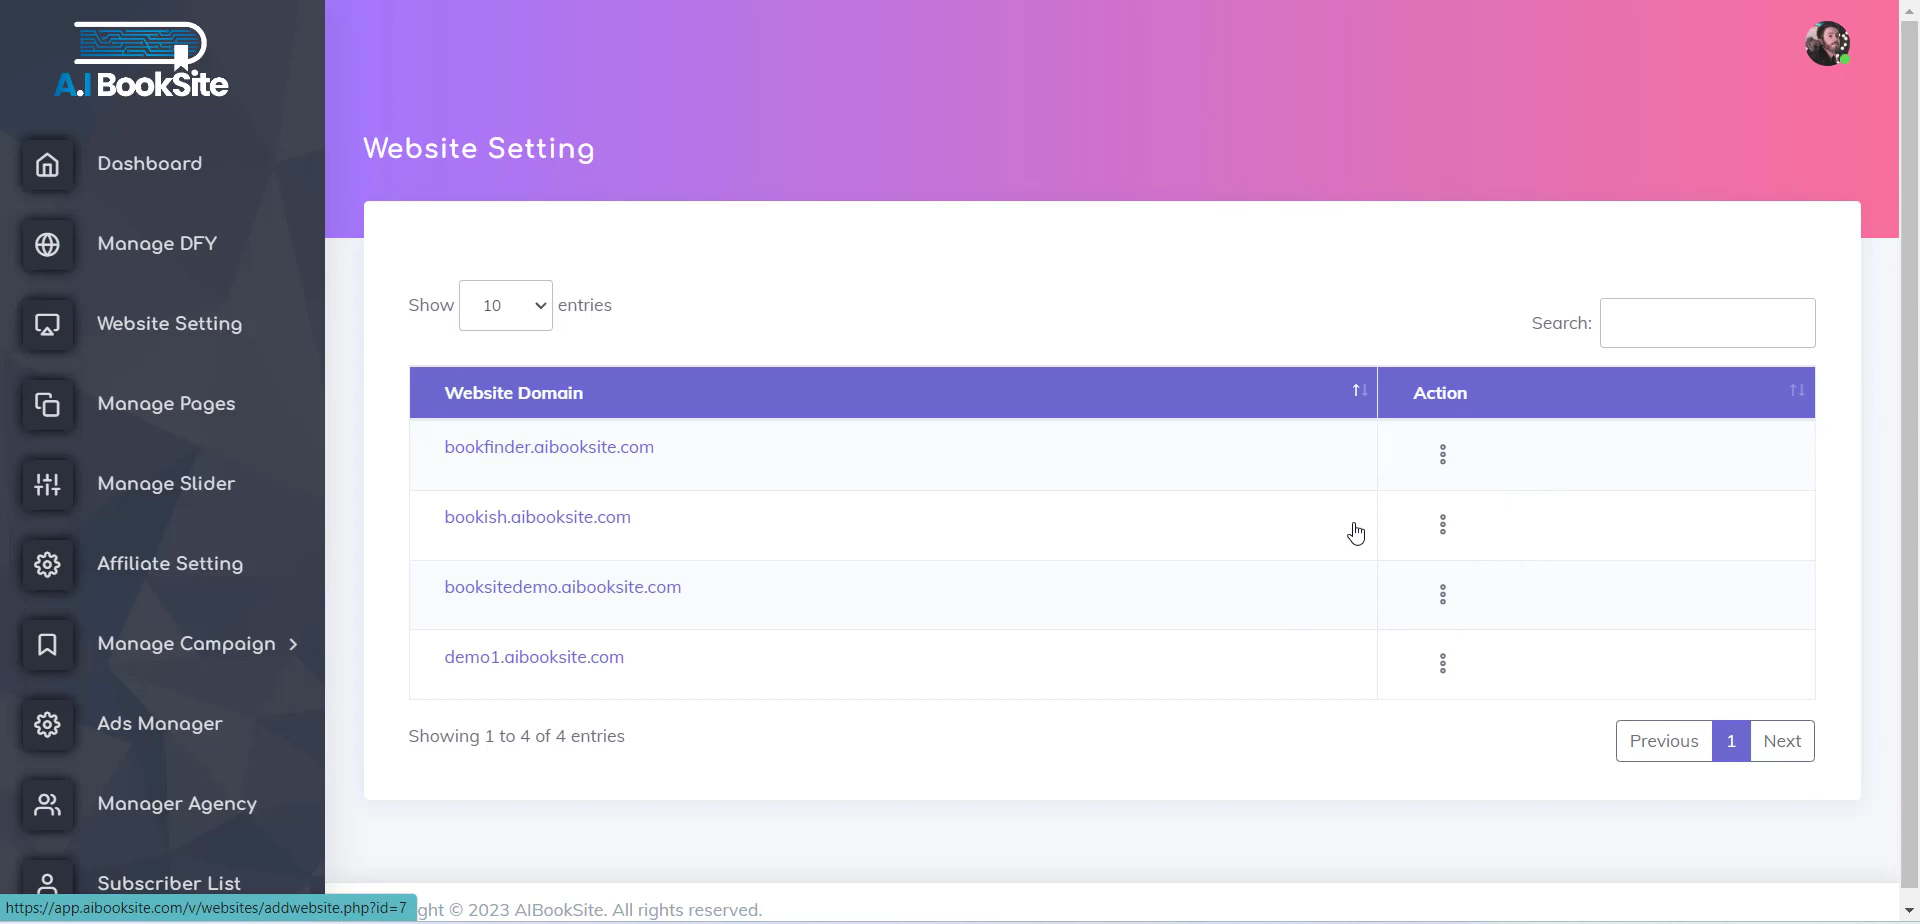 A.I BookSite
Dashboard
Manage DFY
Website Setting
Manage Pages
Manage Slider
Affiliate Setting
Manage Campaign
Ads Manager
Manager Agency
Subscriber List
https://app.aibooksite.com/v/websites/addwebsite.php?id=7
Website Setting
Show 10 entries
Search:
Website Domain Action
bookfinder.aibooksite.com
bookish.aibooksite.com
booksitedemo.aibooksite.com
demo1.aibooksite.com
Showing 1 to 4 of 4 entries
Previous 1 Next
ght © 2023 AIBookSite. All rights reserved.